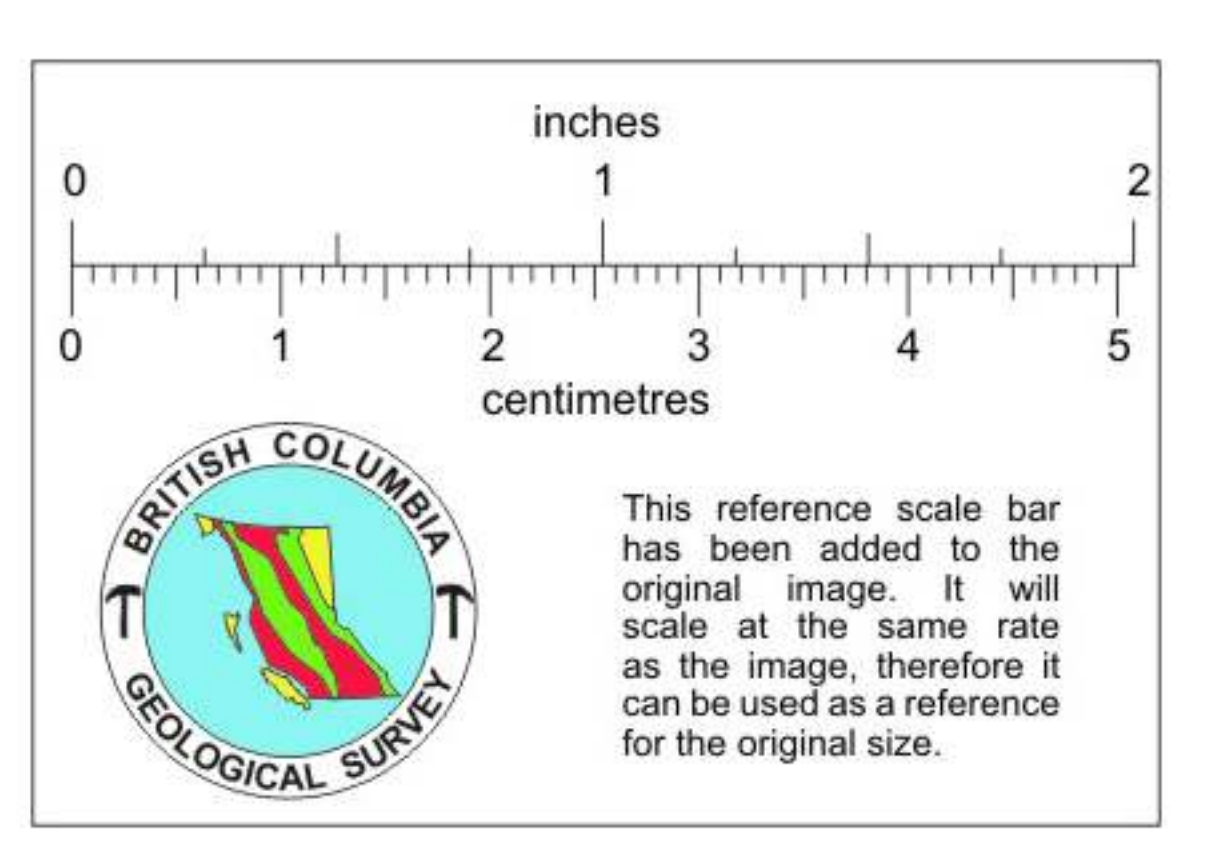 inches
0 1 2
0 1 2 3 4 5
centimetres
BRITISH COLUMBIA
GEOLOGICAL SURVEY
This reference scale bar
has been added to the
original image. It will
scale at the same rate
as the image, therefore it
can be used as a reference
for the original size.